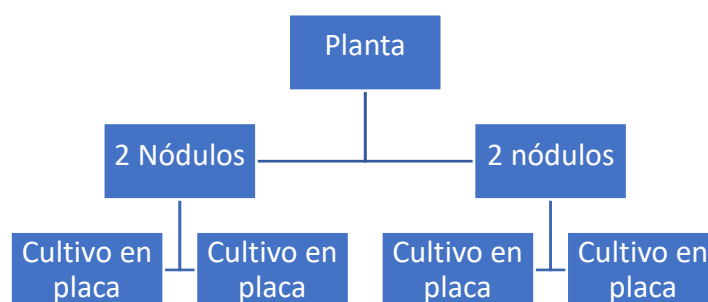 Planta
2 Nódulos
2 nódulos
Cultivo en
placa
Cultivo en
placa
Cultivo en
placa
Cultivo en
placa